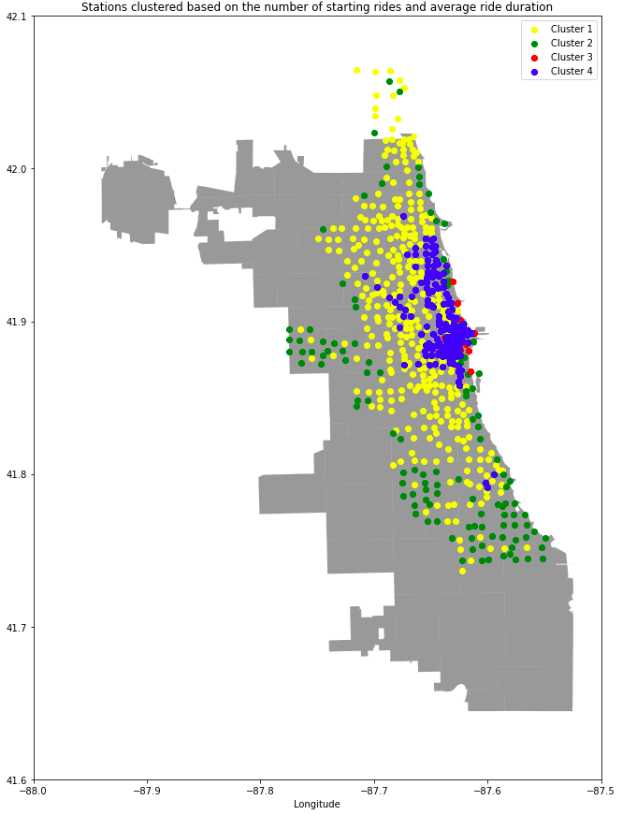 Stations clustered based on the number of starting rides and average ride duration
42.1
Cluster 1
Cluster 2
Cluster 3
Cluster 4
42.0
41.9
41.8
41.7
41.6
−88.0 −87.9 −87.8 −87.7 −87.6 −87.5
Longitude